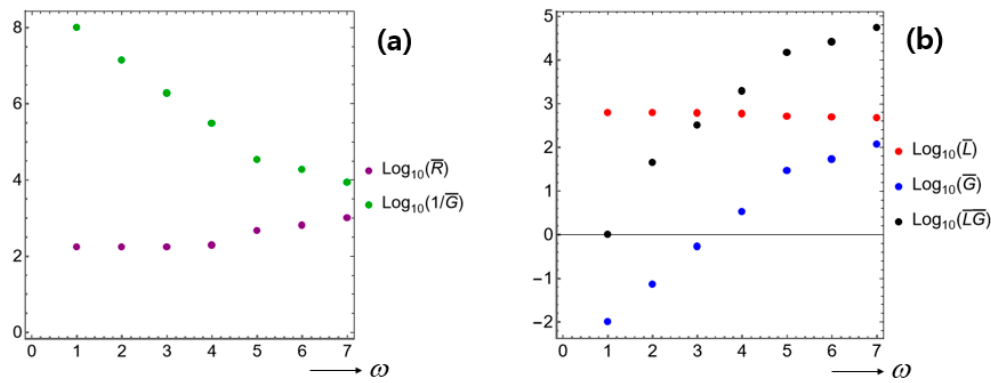 8
6
4
2
0
0 1 2 3 4 5 6 7
ω
(a)
Log₁₀(R̅)
Log₁₀(1/G̅)
5
4
3
2
1
0
−1
−2
0 1 2 3 4 5 6 7
ω
(b)
Log₁₀(L̅)
Log₁₀(G̅)
Log₁₀(L̅G̅)